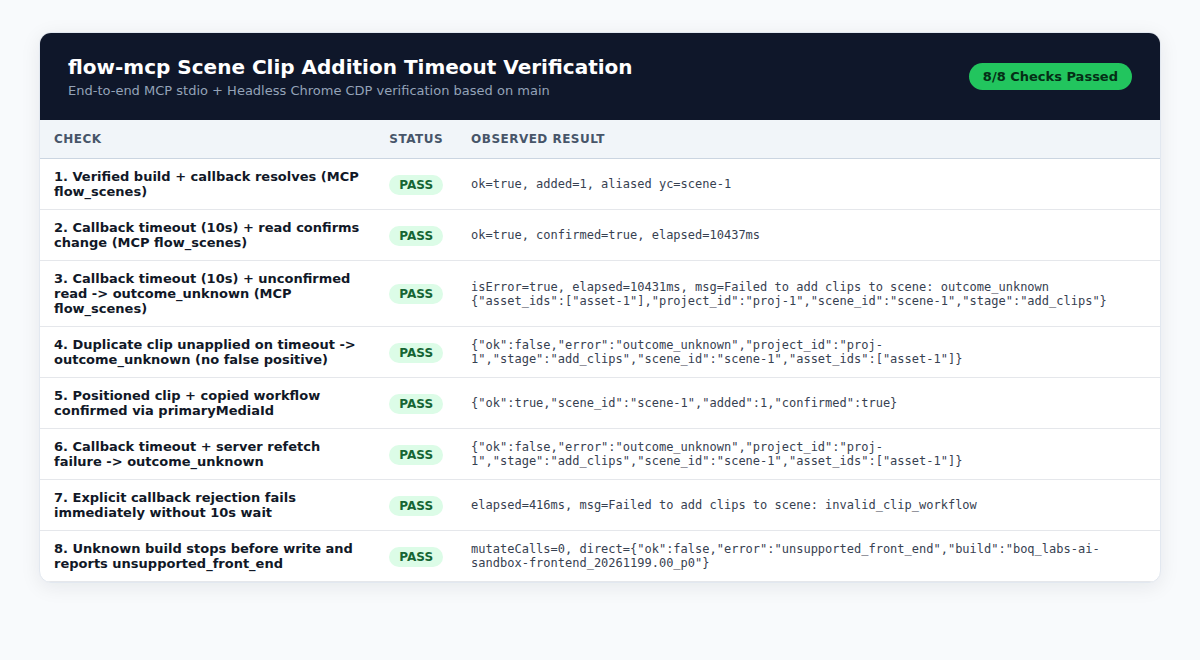 flow-mcp Scene Clip Addition Timeout Verification
End-to-end MCP stdio + Headless Chrome CDP verification based on main
8/8 Checks Passed
CHECK STATUS OBSERVED RESULT
1. Verified build + callback resolves (MCP
flow_scenes)
PASS
ok=true, added=1, aliased yc=scene-1
2. Callback timeout (10s) + read confirms
change (MCP flow_scenes)
PASS
ok=true, confirmed=true, elapsed=10437ms
3. Callback timeout (10s) + unconfirmed
read -> outcome_unknown (MCP
flow_scenes)
PASS
isError=true, elapsed=10431ms, msg=Failed to add clips to scene: outcome_unknown
{"asset_ids":["asset-1"],"project_id":"proj-1","scene_id":"scene-1","stage":"add_clips"}
4. Duplicate clip unapplied on timeout ->
outcome_unknown (no false positive)
PASS
{"ok":false,"error":"outcome_unknown","project_id":"proj-
1","stage":"add_clips","scene_id":"scene-1","asset_ids":["asset-1"]}
5. Positioned clip + copied workflow
confirmed via primaryMediaId
PASS
{"ok":true,"scene_id":"scene-1","added":1,"confirmed":true}
6. Callback timeout + server refetch
failure -> outcome_unknown
PASS
{"ok":false,"error":"outcome_unknown","project_id":"proj-
1","stage":"add_clips","scene_id":"scene-1","asset_ids":["asset-1"]}
7. Explicit callback rejection fails
immediately without 10s wait
PASS
elapsed=416ms, msg=Failed to add clips to scene: invalid_clip_workflow
8. Unknown build stops before write and
reports unsupported_front_end
PASS
mutateCalls=0, direct={"ok":false,"error":"unsupported_front_end","build":"boq_labs-ai-
sandbox-frontend_20261199.00_p0"}